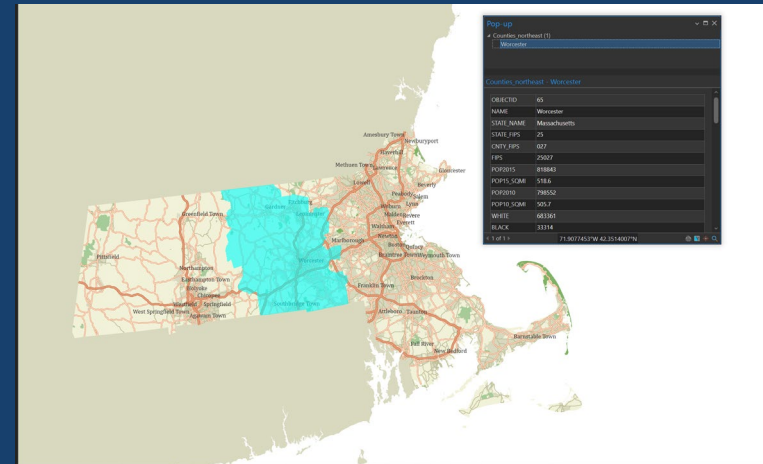 Pop-up
Counties_northeast (1)
Worcester
Counties_northeast - Worcester
OBJECTID 65
NAME Worcester
STATE_NAME Massachusetts
STATE_FIPS 25
CNTY_FIPS 027
FIPS 25027
POP2015 818843
POP15_SQMI 518.6
POP2010 798552
POP10_SQMI 505.7
WHITE 683361
BLACK 33314
1 of 1
71.9077453°W 42.3514007°N
Amesbury Town
Newburyport
Haverhill
Methuen Town
Lawrence
Gloucester
Lowell
Beverly
Peabody
Salem
Fitchburg
Gardner
Leominster
Woburn
Lynn
Greenfield Town
Malden
Revere
Everett
Waltham
Newton
Marlborough
Boston
Quincy
Pittsfield
Worcester
Braintree Town
Weymouth Town
Northampton
Easthampton Town
Brockton
Holyoke
Franklin Town
Chicopee
Westfield
Springfield
Southbridge Town
West Springfield Town
Agawam Town
Attleboro
Taunton
Barnstable Town
Fall River
New Bedford